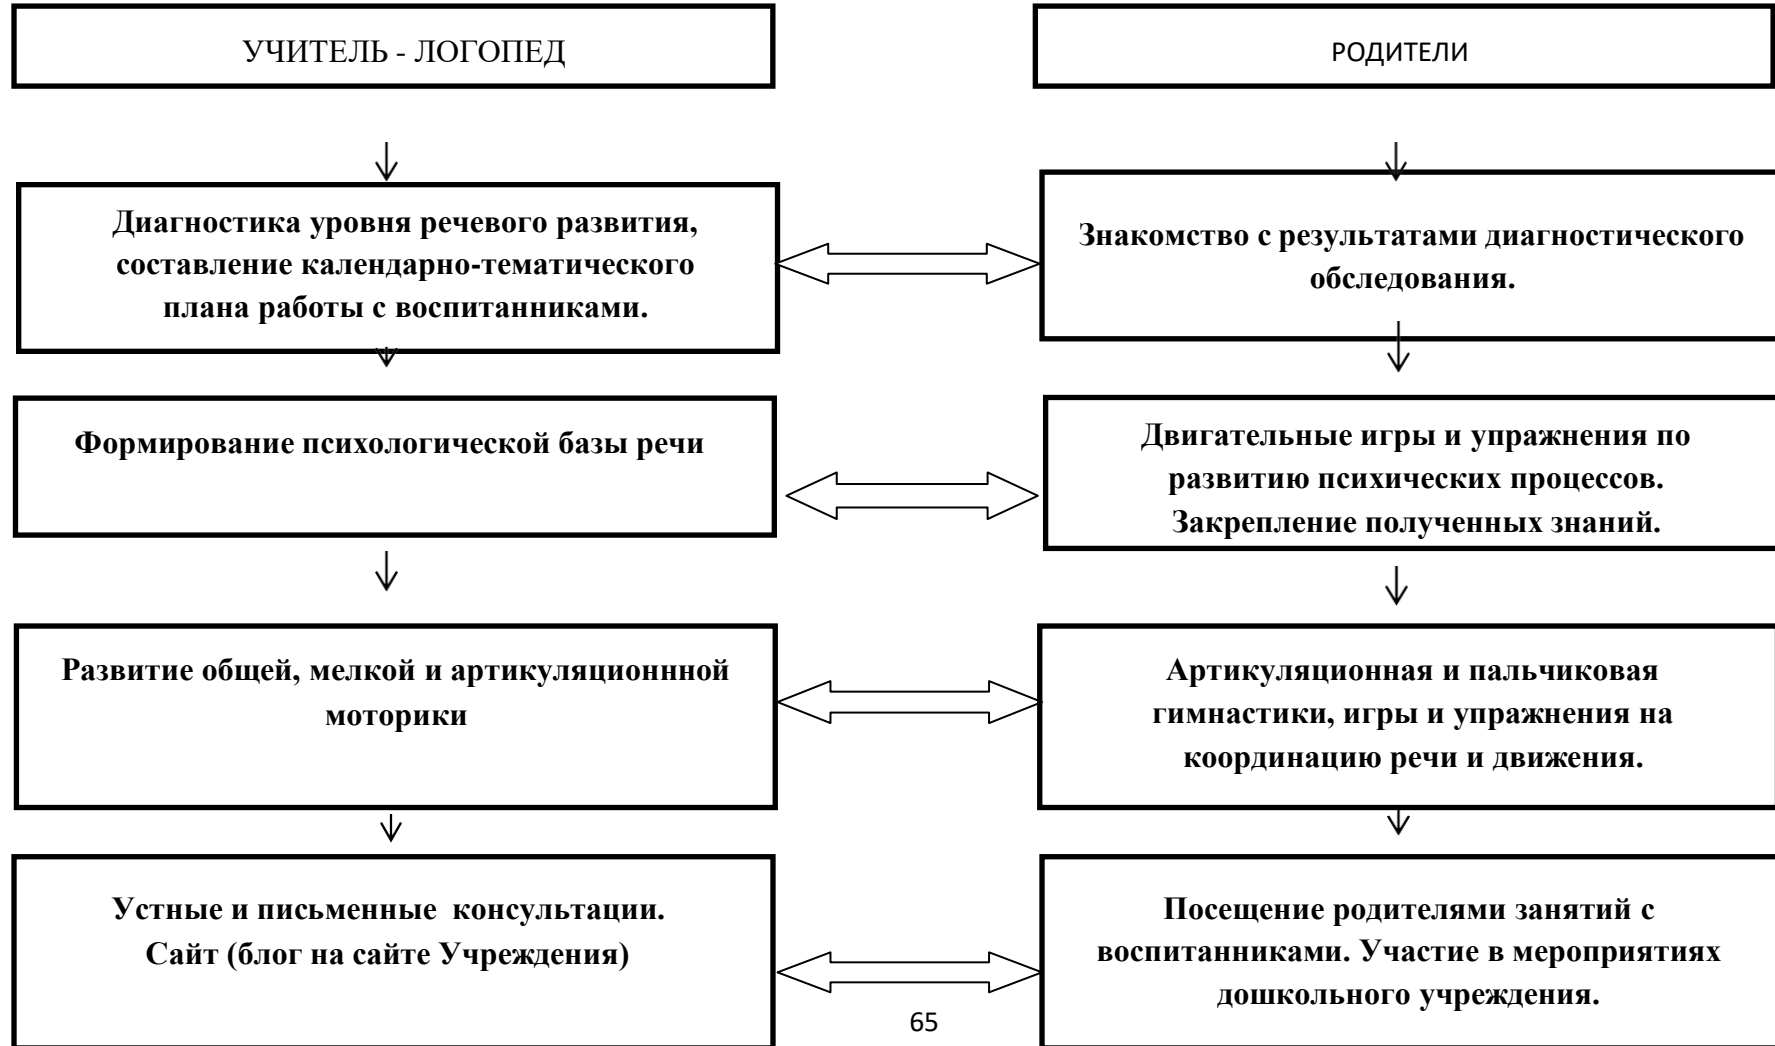 УЧИТЕЛЬ - ЛОГОПЕД
РОДИТЕЛИ
Диагностика уровня речевого развития,
составление календарно-тематического
плана работы с воспитанниками.
Знакомство с результатами диагностического
обследования.
Формирование психологической базы речи
Двигательные игры и упражнения по
развитию психических процессов.
Закрепление полученных знаний.
Развитие общей, мелкой и артикуляционнной
моторики
Артикуляционная и пальчиковая
гимнастики, игры и упражнения на
координацию речи и движения.
Устные и письменные  консультации.
Сайт (блог на сайте Учреждения)
Посещение родителями занятий с
воспитанниками. Участие в мероприятиях
дошкольного учреждения.
65